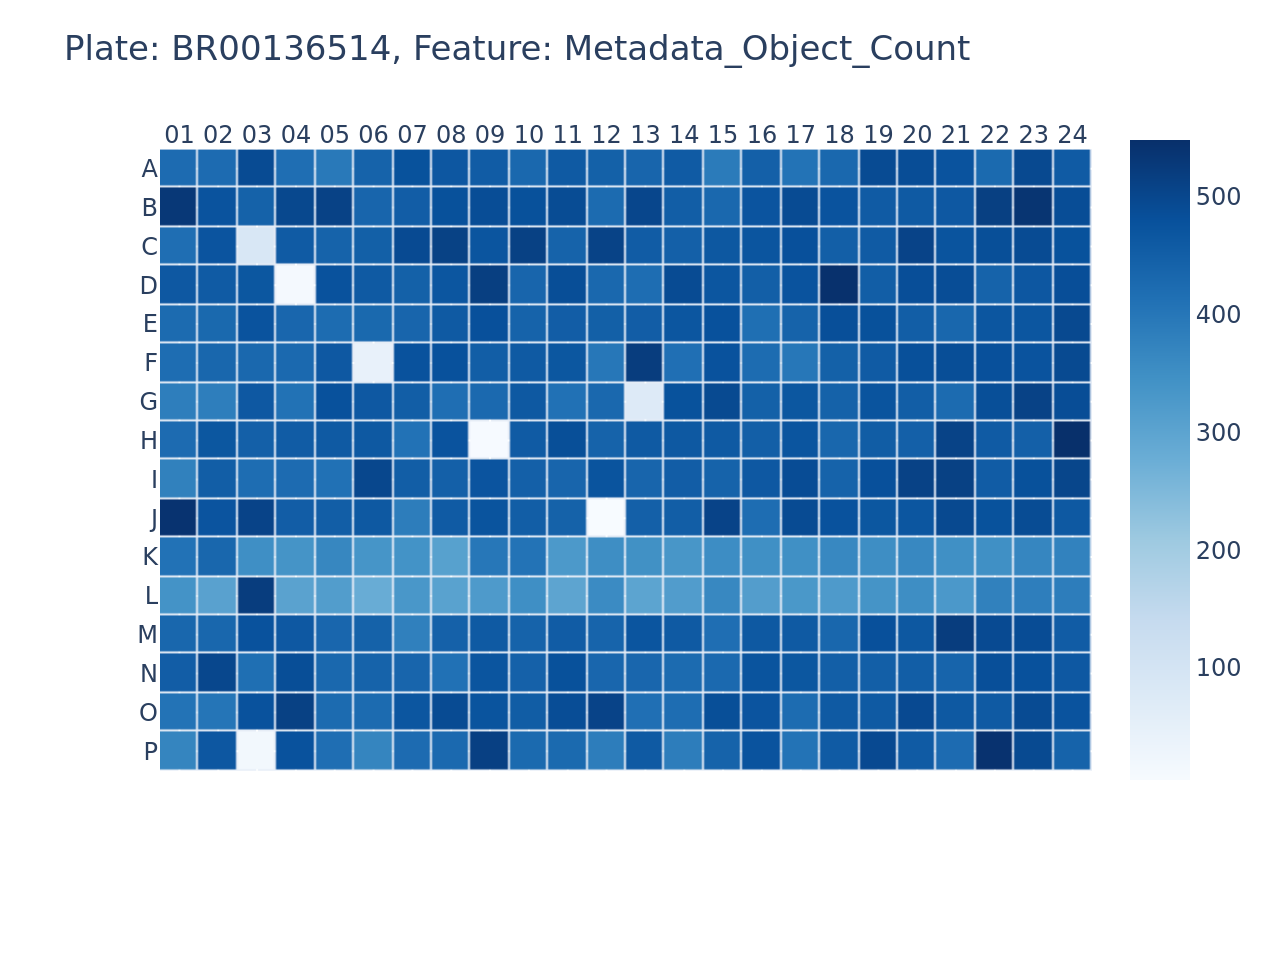 Plate: BR00136514, Feature: Metadata_Object_Count
01 02 03 04 05 06 07 08 09 10 11 12 13 14 15 16 17 18 19 20 21 22 23 24
A
B
C
D
E
F
G
H
I
J
K
L
M
N
O
P
500
400
300
200
100